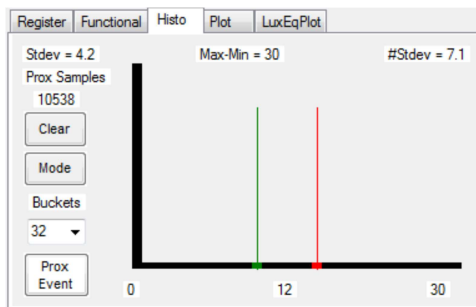 Register Functional Histo Plot LuxEqPlot
Stdev = 4.2 Max-Min = 30 #Stdev = 7.1
Prox Samples
10538
Clear
Mode
Buckets
32
Prox
Event
0 12 30